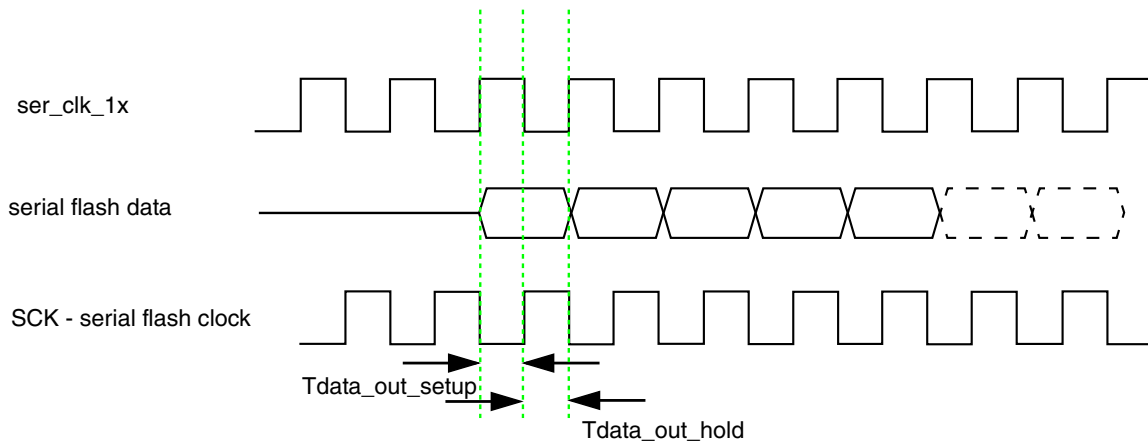 ser_clk_1x
serial flash data
SCK - serial flash clock
Tdata_out_setup
Tdata_out_hold